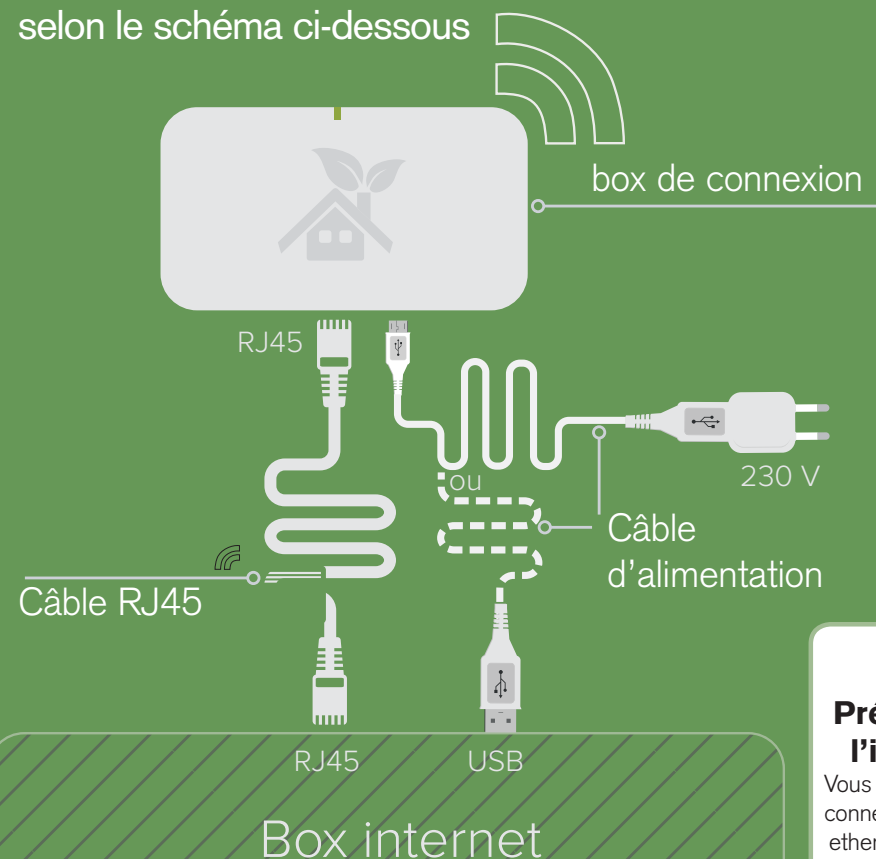 selon le schéma ci-dessous
box de connexion
RJ45
230 V
ou
Câble
d'alimentation
Câble RJ45
RJ45
USB
Box internet
Pré
l'i
Vous
conne
ether